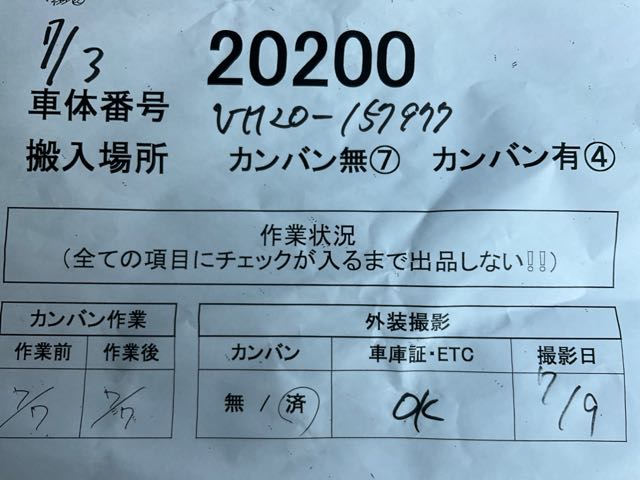 7/3
20200
車体番号 VM20-157977
搬入場所 カンバン無⑦ カンバン有④
作業状況
(全ての項目にチェックが入るまで出品しない!!)
カンバン作業 外装撮影
作業前 作業後 カンバン 車庫証・ETC 撮影日
7/7 7/7 無 / 済 OK 7/9